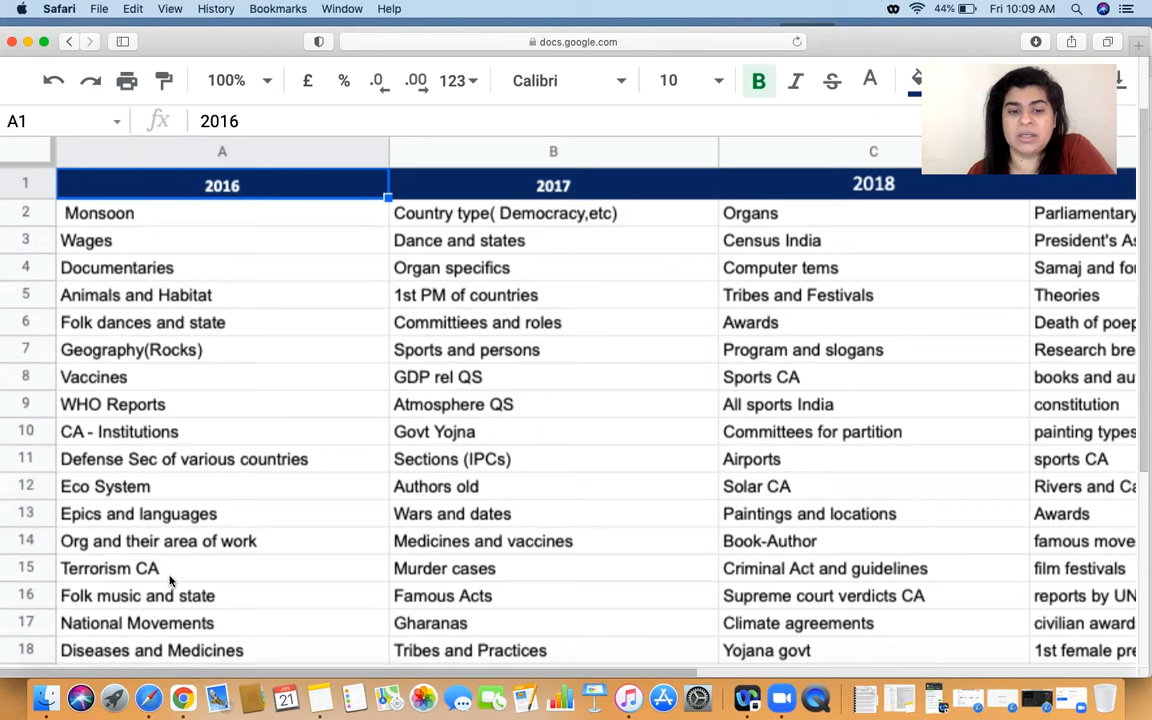 Safari File Edit View History Bookmarks Window Help 44% Fri 10:09 AM
docs.google.com
100% £ % .0 .00 123 Calibri 10 B I S A
A1 fx 2016
A B C
1 2016 2017 2018
2 Monsoon Country type( Democracy,etc) Organs Parliamentary
3 Wages Dance and states Census India President's As
4 Documentaries Organ specifics Computer tems Samaj and fo
5 Animals and Habitat 1st PM of countries Tribes and Festivals Theories
6 Folk dances and state Committiees and roles Awards Death of poep
7 Geography(Rocks) Sports and persons Program and slogans Research bre
8 Vaccines GDP rel QS Sports CA books and au
9 WHO Reports Atmosphere QS All sports India constitution
10 CA - Institutions Govt Yojna Committees for partition painting types
11 Defense Sec of various countries Sections (IPCs) Airports sports CA
12 Eco System Authors old Solar CA Rivers and Ca
13 Epics and languages Wars and dates Paintings and locations Awards
14 Org and their area of work Medicines and vaccines Book-Author famous move
15 Terrorism CA Murder cases Criminal Act and guidelines film festivals
16 Folk music and state Famous Acts Supreme court verdicts CA reports by UN
17 National Movements Gharanas Climate agreements civilian award
18 Diseases and Medicines Tribes and Practices Yojana govt 1st female pre
JAN
21